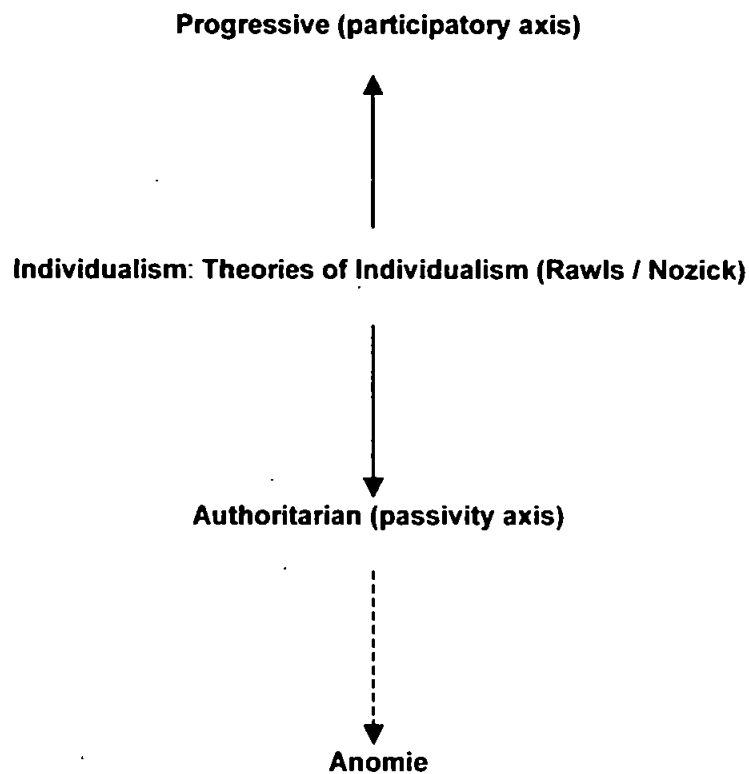 Progressive (participatory axis)
Individualism: Theories of Individualism (Rawls / Nozick)
Authoritarian (passivity axis)
Anomie